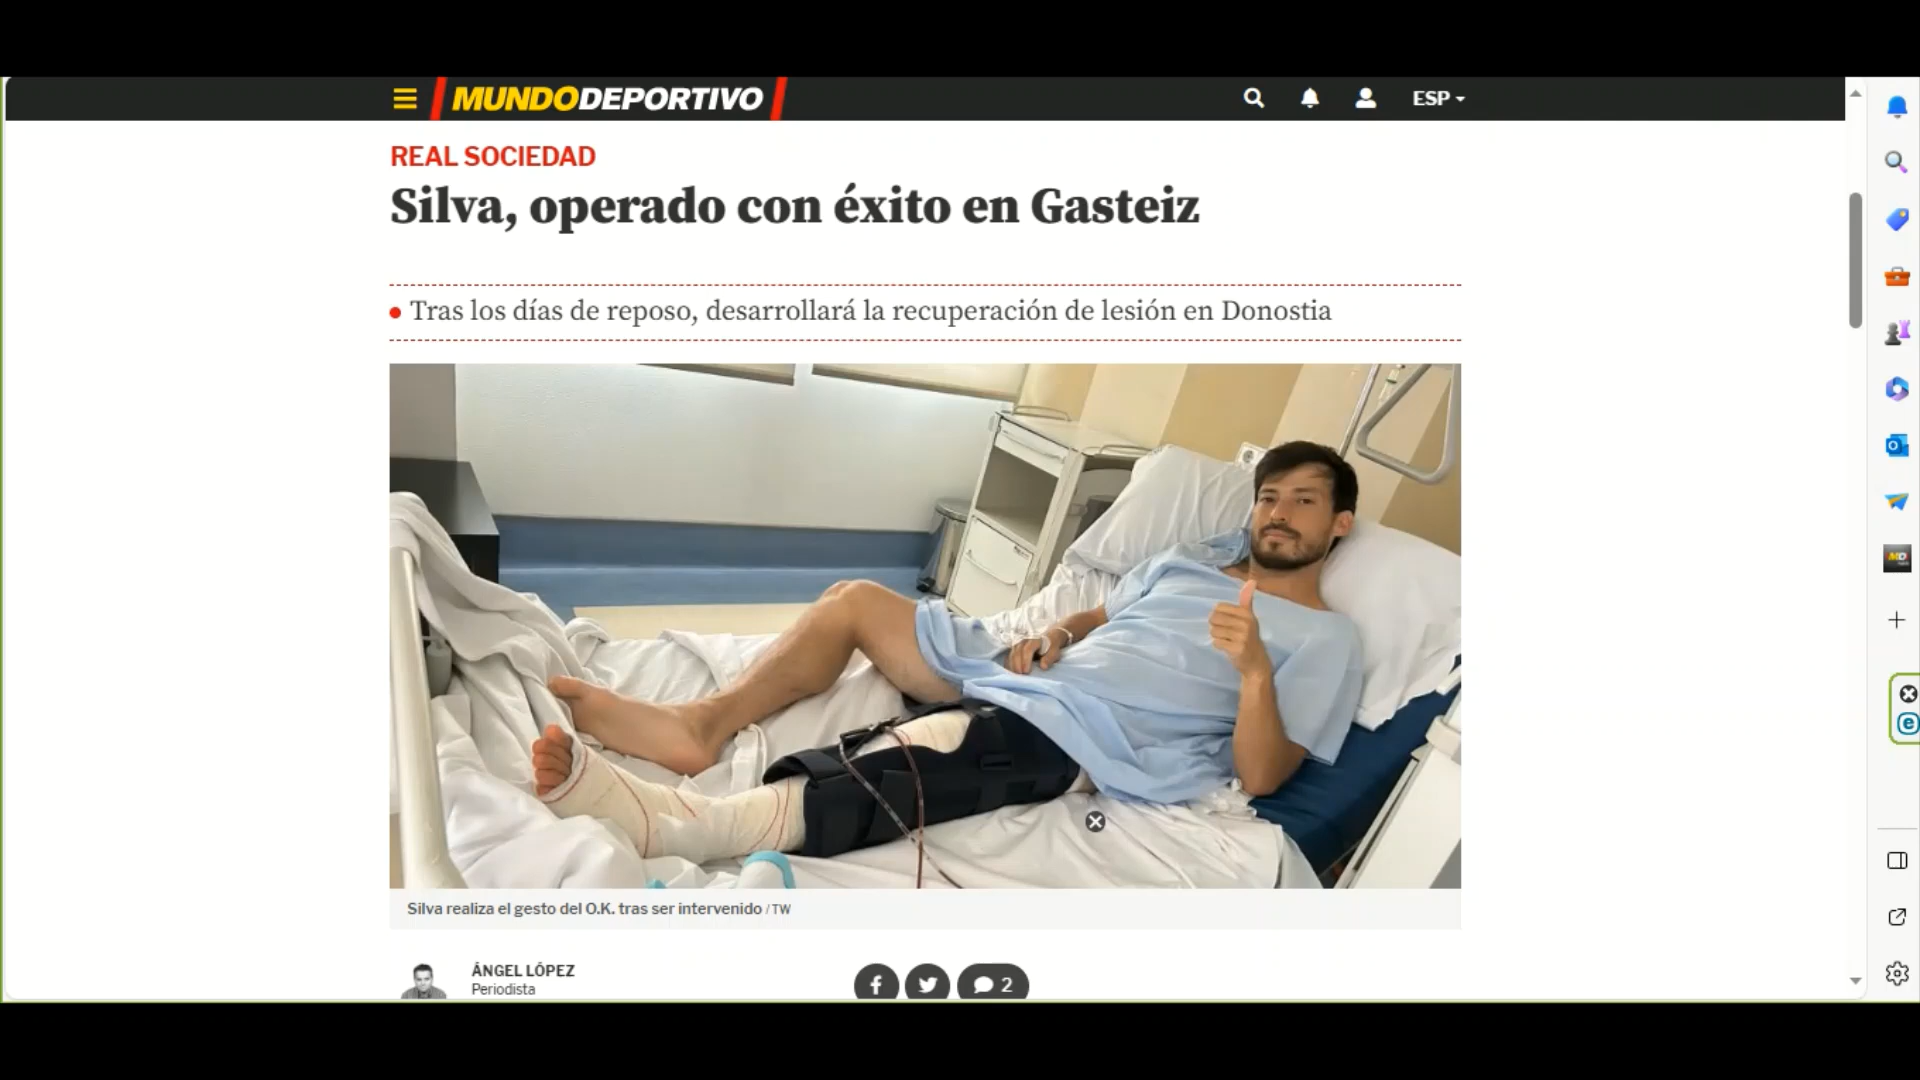 MUNDODEPORTIVO
ESP
REAL SOCIEDAD
Silva, operado con éxito en Gasteiz
Tras los días de reposo, desarrollará la recuperación de lesión en Donostia
Silva realiza el gesto del O.K. tras ser intervenido / TW
ÁNGEL LÓPEZ
Periodista
2
MD